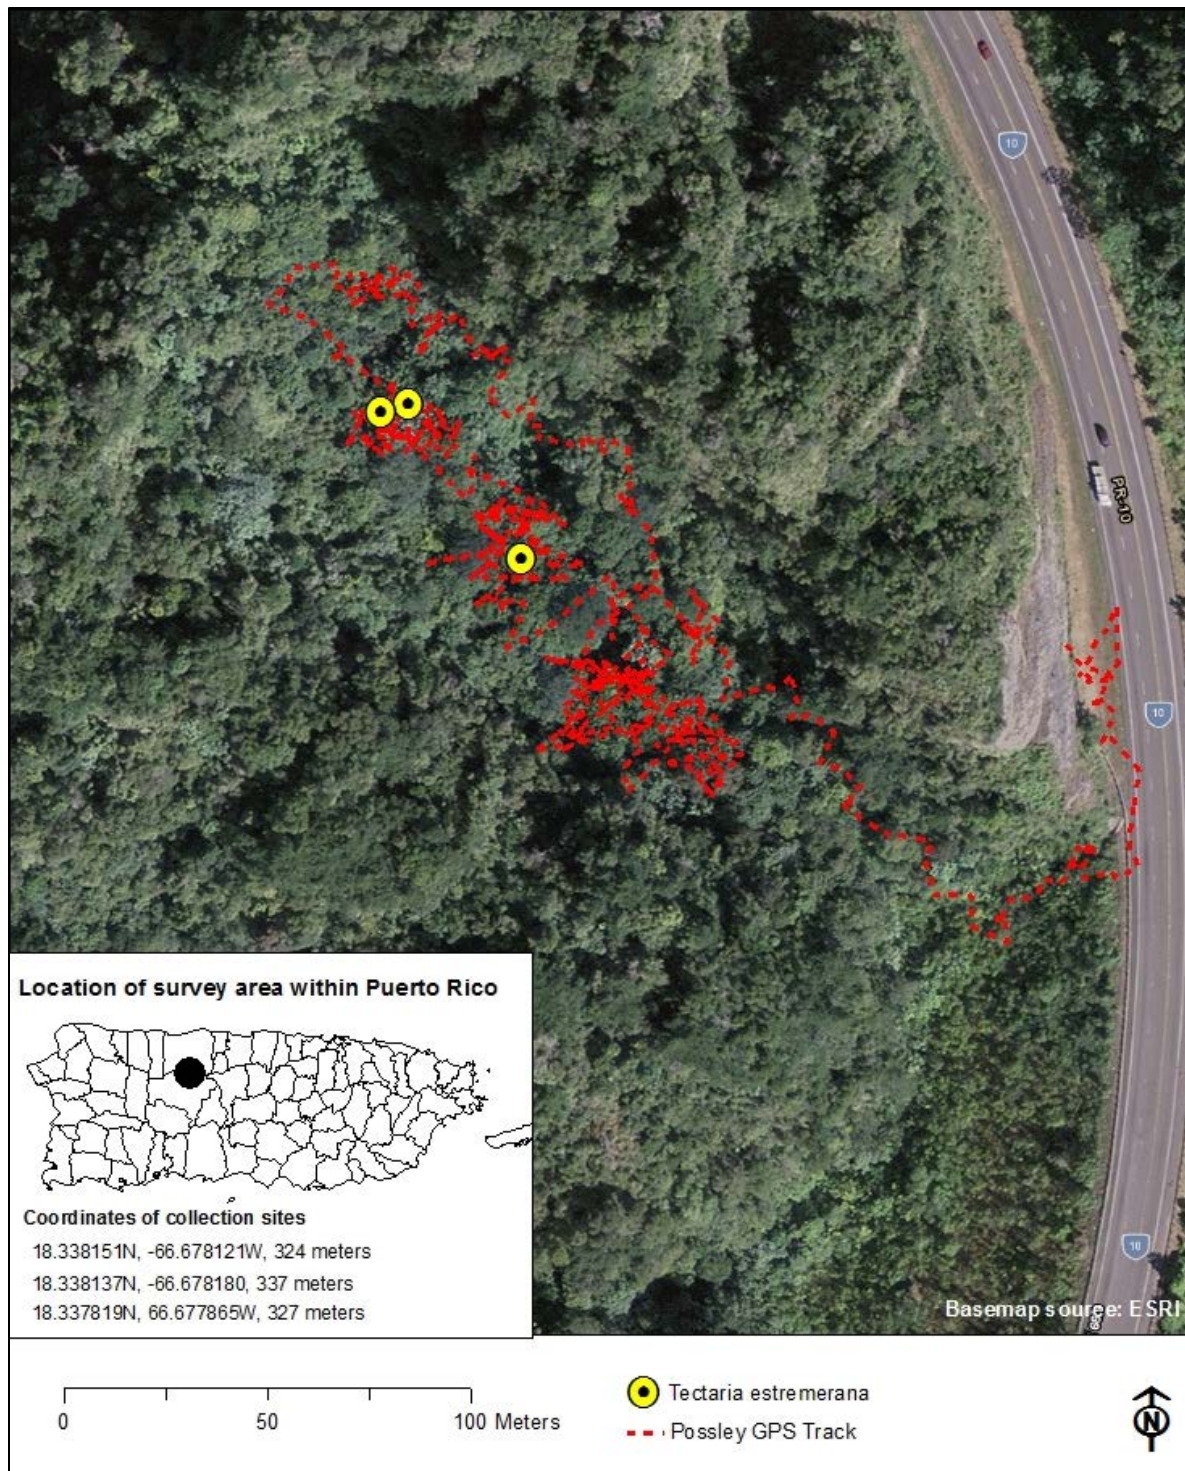 10
PR-10
10
Location of survey area within Puerto Rico
Coordinates of collection sites
18.338151N, -66.678121W, 324 meters
18.338137N, -66.678180, 337 meters
18.337819N, 66.677865W, 327 meters
10
Basemap source: ESRI
0 50 100 Meters
Tectaria estremerana
Possley GPS Track
N